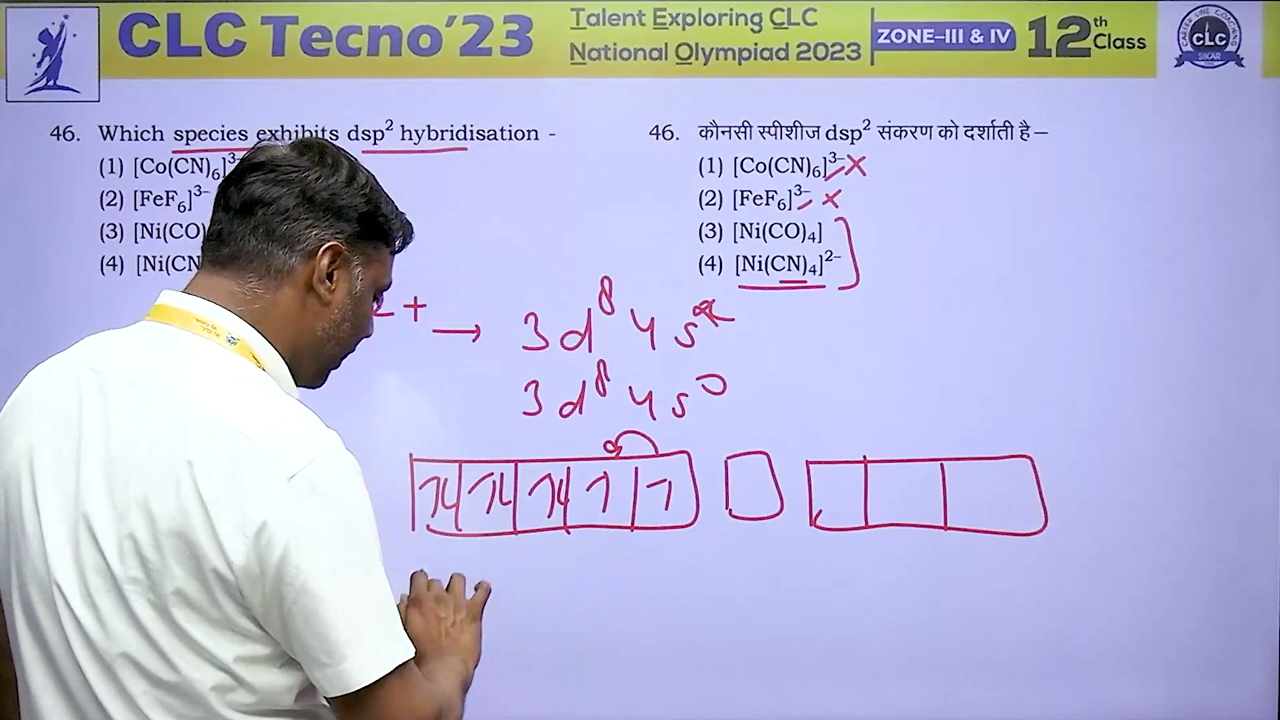 CLC Tecno'23
Talent Exploring CLC
National Olympiad 2023
ZONE–III & IV
12th Class
CLC
SIKAR
46. Which species exhibits dsp² hybridisation -
(1) [Co(CN)₆]³⁻
(2) [FeF₆]³⁻
(3) [Ni(CO)
(4) [Ni(CN
46. कौनसी स्पीशीज dsp² संकरण को दर्शाती है–
(1) [Co(CN)₆]³⁻ ×
(2) [FeF₆]³⁻ ×
(3) [Ni(CO)₄]
(4) [Ni(CN)₄]²⁻
2+ → 3d⁸ 4s
3d⁸ 4s⁰